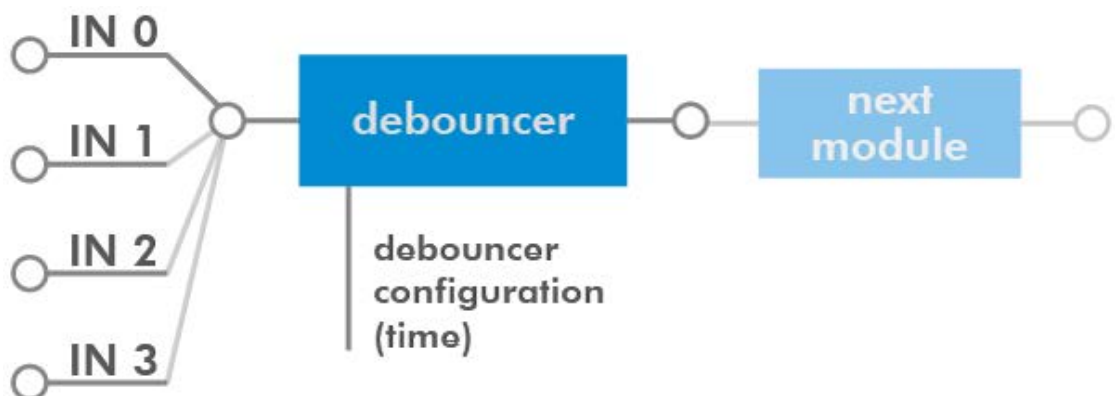 IN 0
IN 1
IN 2
IN 3
debouncer
debouncer
configuration
(time)
next
module